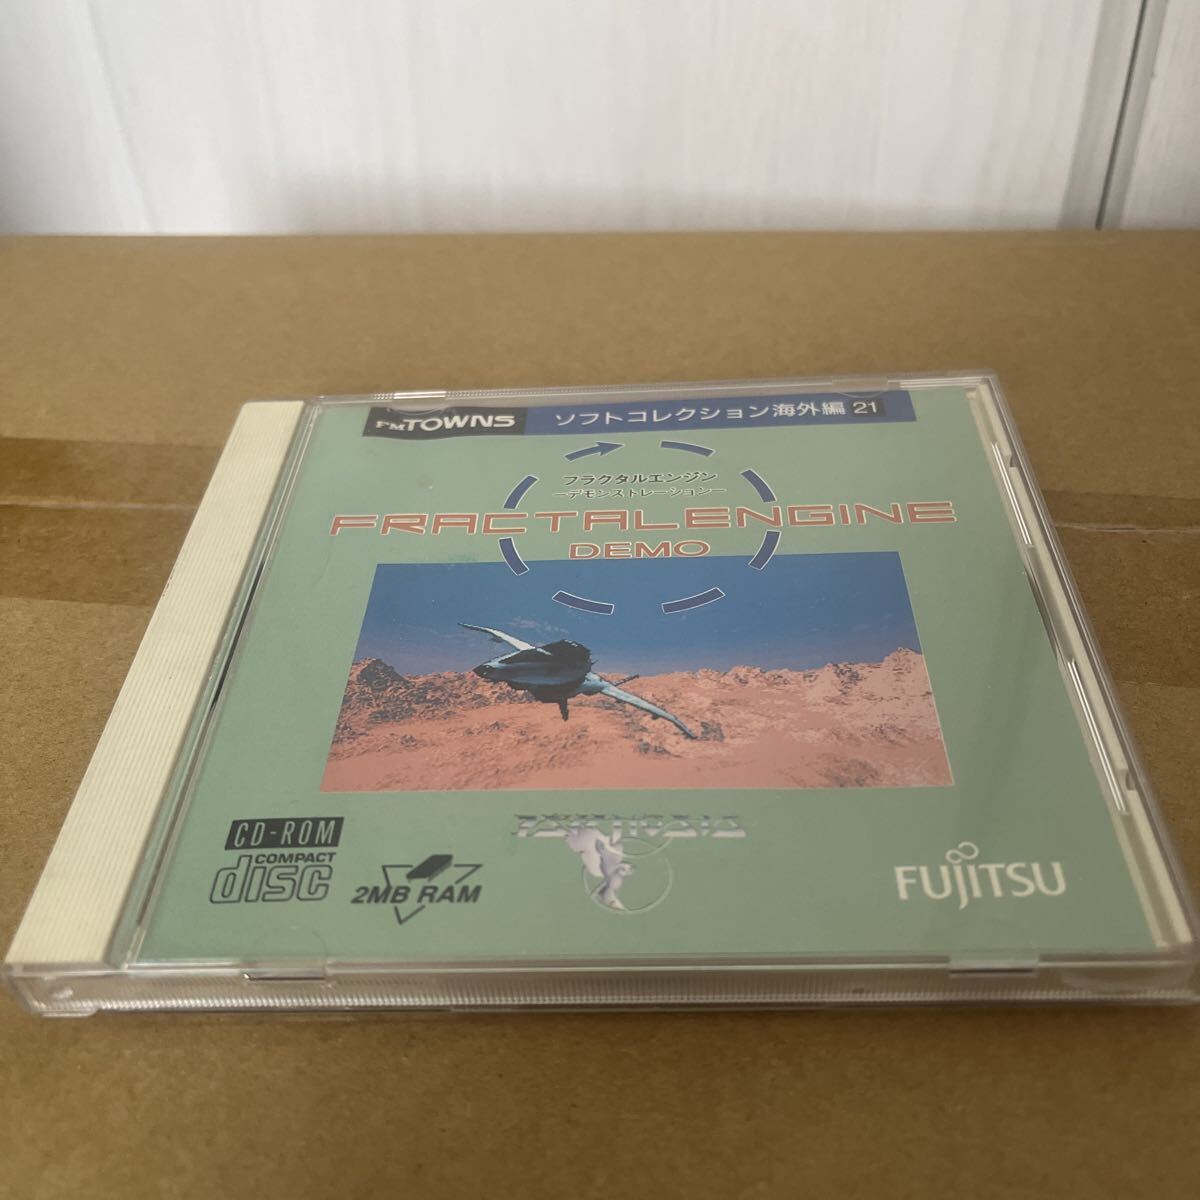 FM TOWNS
ソフトコレクション海外編 21
フラクタルエンジン
ーデモンストレーションー
FRACTALENGINE
DEMO
CD-ROM
COMPACT
disc
2MB RAM
PSYGNOSIS
FUJITSU